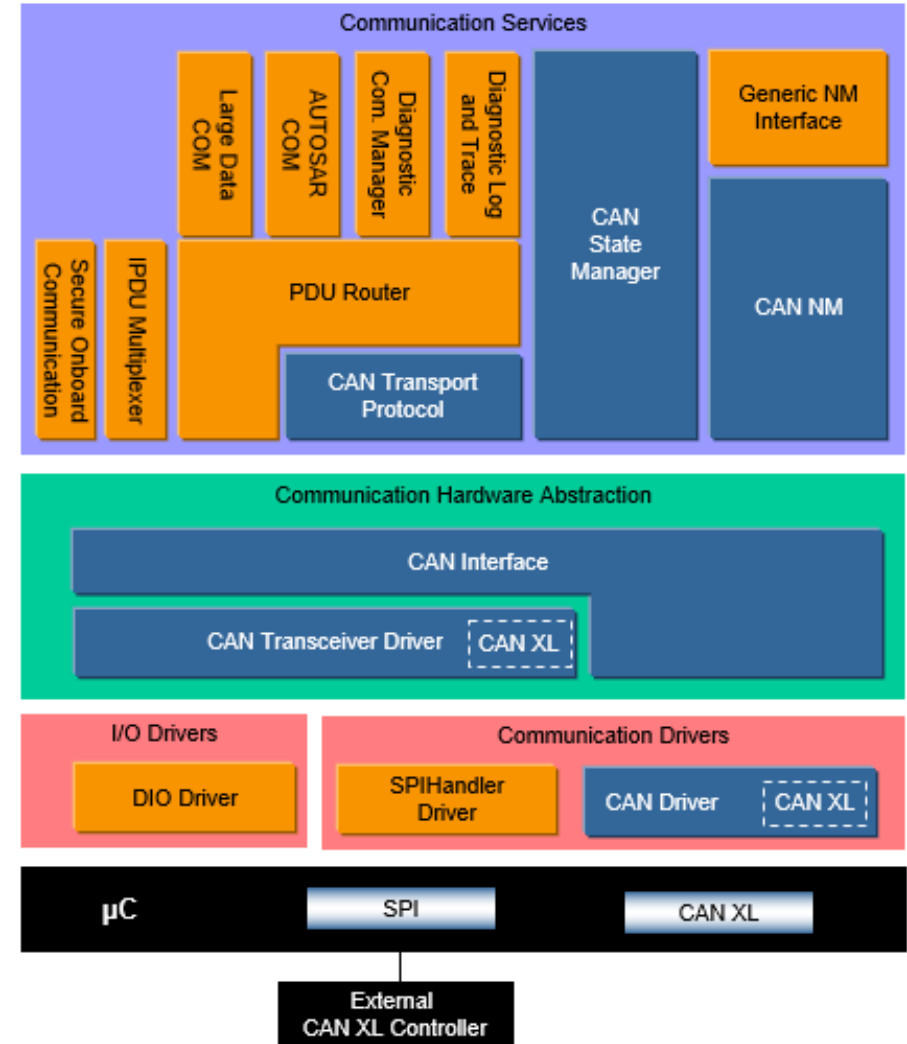 Communication Services
Large Data
COM
AUTOSAR
COM
Diagnostic
Com. Manager
Diagnostic Log
and Trace
CAN
State
Manager
Generic NM
Interface
Secure Onboard
Communication
IPDU Multiplexer
PDU Router
CAN NM
CAN Transport
Protocol
Communication Hardware Abstraction
CAN Interface
CAN Transceiver Driver
CAN XL
I/O Drivers
Communication Drivers
DIO Driver
SPIHandler
Driver
CAN Driver
CAN XL
µC
SPI
CAN XL
External
CAN XL Controller